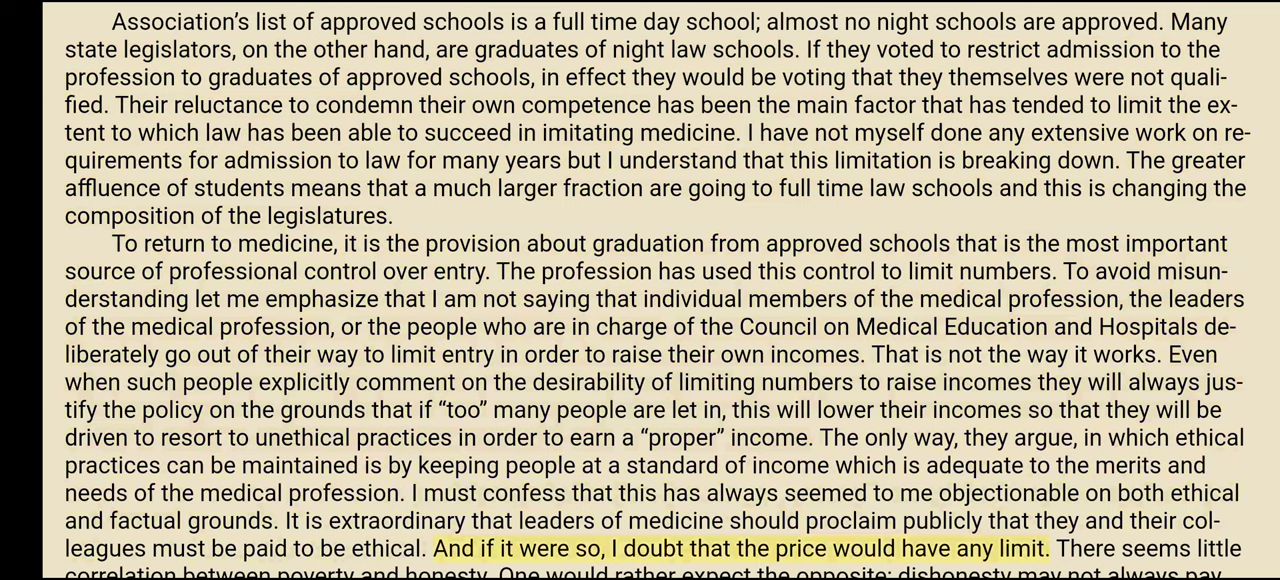 Association’s list of approved schools is a full time day school; almost no night schools are approved. Many
state legislators, on the other hand, are graduates of night law schools. If they voted to restrict admission to the
profession to graduates of approved schools, in effect they would be voting that they themselves were not quali-
fied. Their reluctance to condemn their own competence has been the main factor that has tended to limit the ex-
tent to which law has been able to succeed in imitating medicine. I have not myself done any extensive work on re-
quirements for admission to law for many years but I understand that this limitation is breaking down. The greater
affluence of students means that a much larger fraction are going to full time law schools and this is changing the
composition of the legislatures.
To return to medicine, it is the provision about graduation from approved schools that is the most important
source of professional control over entry. The profession has used this control to limit numbers. To avoid misun-
derstanding let me emphasize that I am not saying that individual members of the medical profession, the leaders
of the medical profession, or the people who are in charge of the Council on Medical Education and Hospitals de-
liberately go out of their way to limit entry in order to raise their own incomes. That is not the way it works. Even
when such people explicitly comment on the desirability of limiting numbers to raise incomes they will always jus-
tify the policy on the grounds that if “too” many people are let in, this will lower their incomes so that they will be
driven to resort to unethical practices in order to earn a “proper” income. The only way, they argue, in which ethical
practices can be maintained is by keeping people at a standard of income which is adequate to the merits and
needs of the medical profession. I must confess that this has always seemed to me objectionable on both ethical
and factual grounds. It is extraordinary that leaders of medicine should proclaim publicly that they and their col-
leagues must be paid to be ethical. And if it were so, I doubt that the price would have any limit. There seems little
correlation between poverty and honesty. One would rather expect the opposite; dishonesty may not always pay